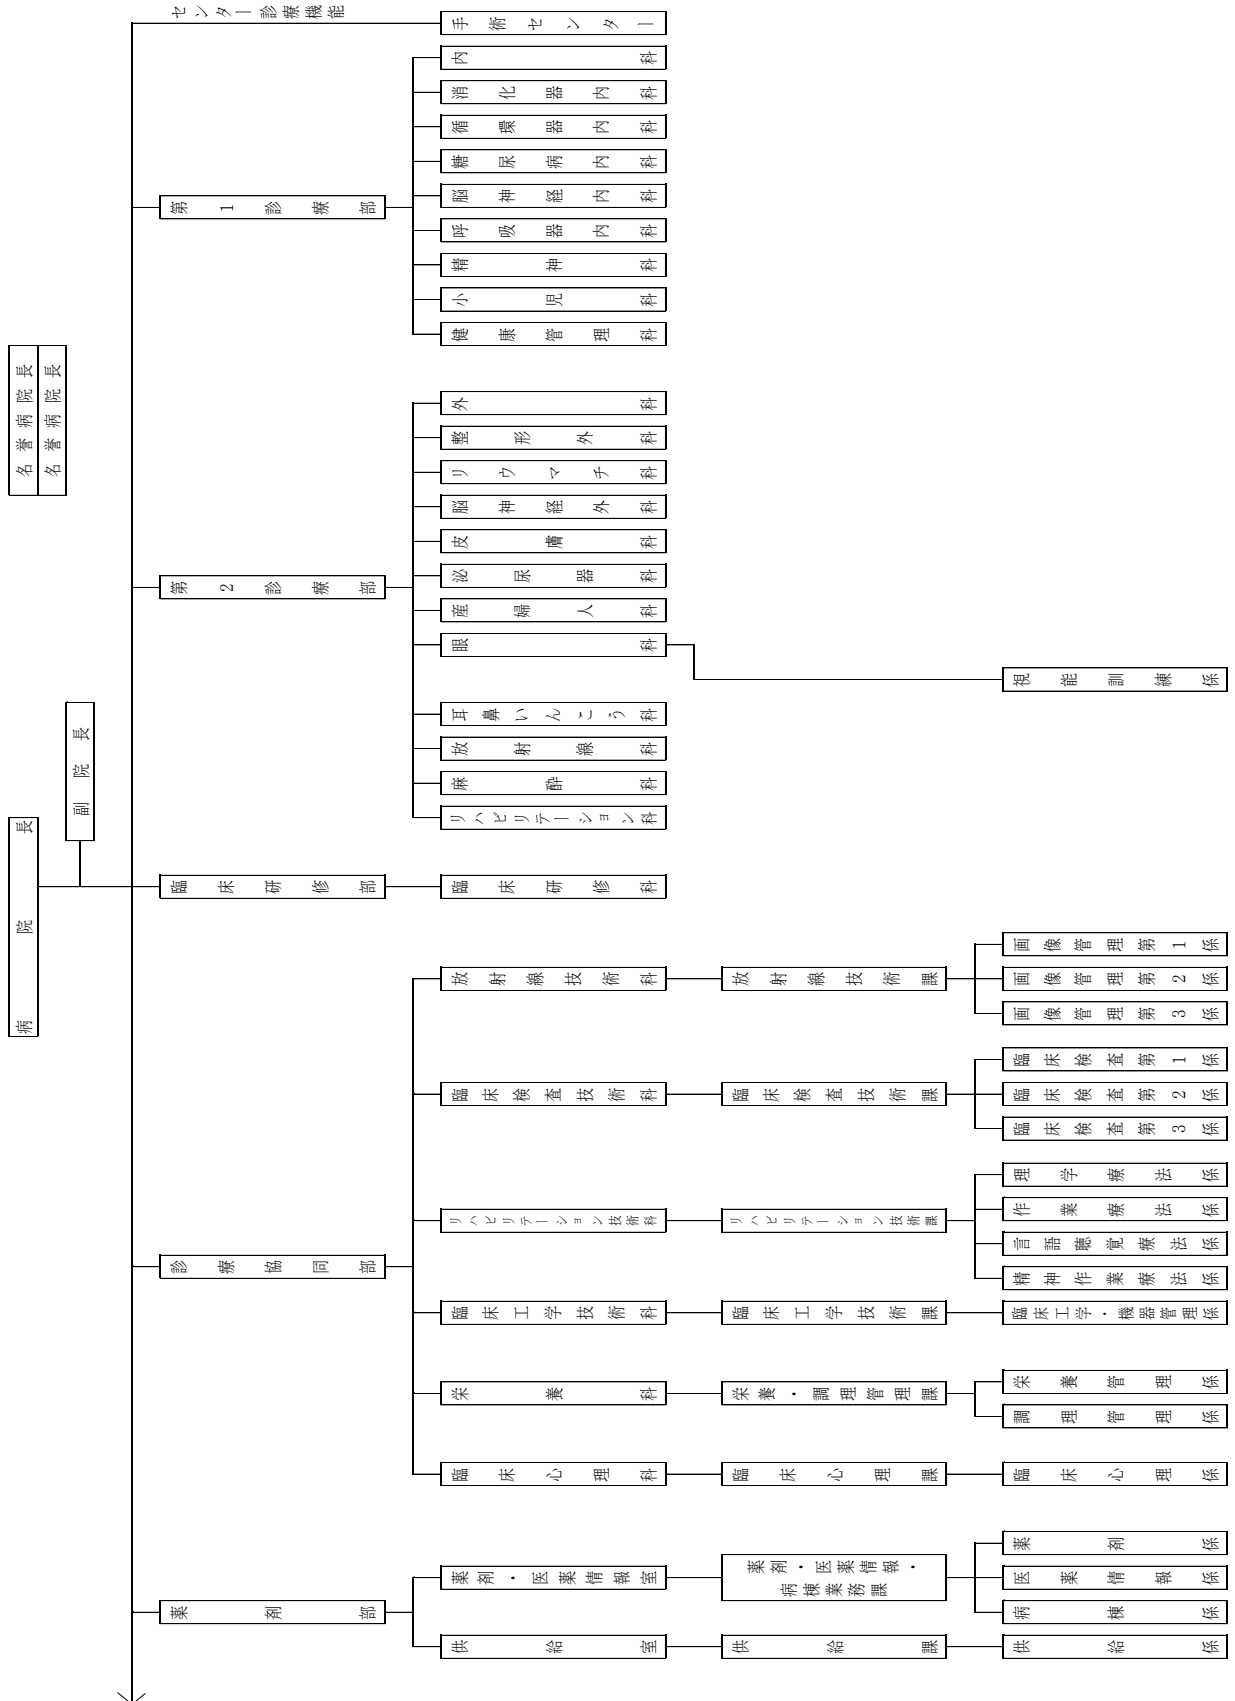 名誉病院長
名誉病院長
病院長
副院長
センター診療機能
手術センター
第1診療部
内科
消化器内科
循環器内科
糖尿病内科
脳神経内科
呼吸器内科
精神科
小児科
健康管理科
第2診療部
外科
整形外科
リウマチ科
脳神経外科
皮膚科
泌尿器科
産婦人科
眼科
視能訓練係
耳鼻いんこう科
放射線科
麻酔科
リハビリテーション科
臨床研修部
臨床研修科
診療協同部
放射線技術科
放射線技術課
画像管理第1係
画像管理第2係
画像管理第3係
臨床検査技術科
臨床検査技術課
臨床検査第1係
臨床検査第2係
臨床検査第3係
リハビリテーション技術科
リハビリテーション技術課
理学療法係
作業療法係
言語聴覚療法係
精神作業療法係
臨床工学技術科
臨床工学技術課
臨床工学・機器管理係
栄養科
栄養・調理管理課
栄養管理係
調理管理係
臨床心理科
臨床心理課
臨床心理係
薬剤部
薬剤・医薬情報室
薬剤・医薬情報・
病棟業務課
薬剤係
医薬情報係
病棟係
供給室
供給課
供給係